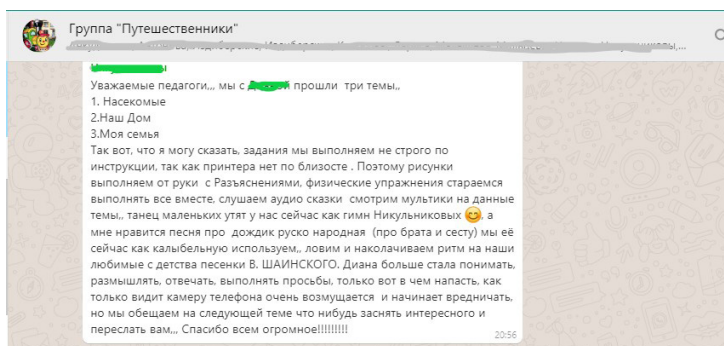 Группа "Путешественники"
Уважаемые педагоги,,, мы с прошли три темы,,
1. Насекомые
2.Наш Дом
3.Моя семья
Так вот, что я могу сказать, задания мы выполняем не строго по
инструкции, так как принтера нет по близосте . Поэтому рисунки
выполняем от руки с Разъяснениями, физические упражнения стараемся
выполнять все вместе, слушаем аудио сказки смотрим мультики на данные
темы,, танец маленьких утят у нас сейчас как гимн Никульниковых 😊, а
мне нравится песня про дождик руско народная (про брата и сесту) мы её
сейчас как калыбельную используем,, ловим и наколачиваем ритм на наши
любимые с детства песенки В. ШАИНСКОГО. Диана больше стала понимать,
размышлять, отвечать, выполнять просьбы, только вот в чем напасть, как
только видит камеру телефона очень возмущается и начинает вредничать,
но мы обещаем на следующей теме что нибудь заснять интересного и
переслать вам,,, Спасибо всем огромное!!!!!!!!!
20:56